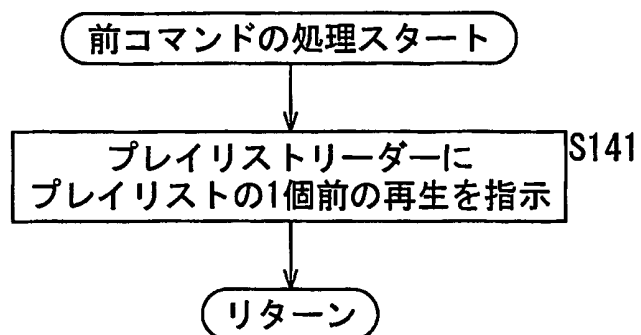 前コマンドの処理スタート
プレイリストリーダーに
プレイリストの1個前の再生を指示
S141
リターン